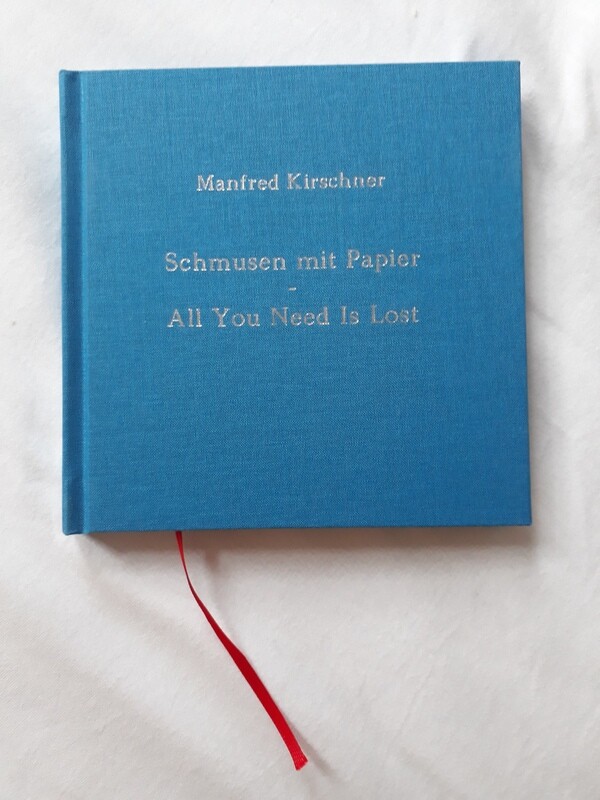 Manfred Kirschner
Schmusen mit Papier
-
All You Need Is Lost